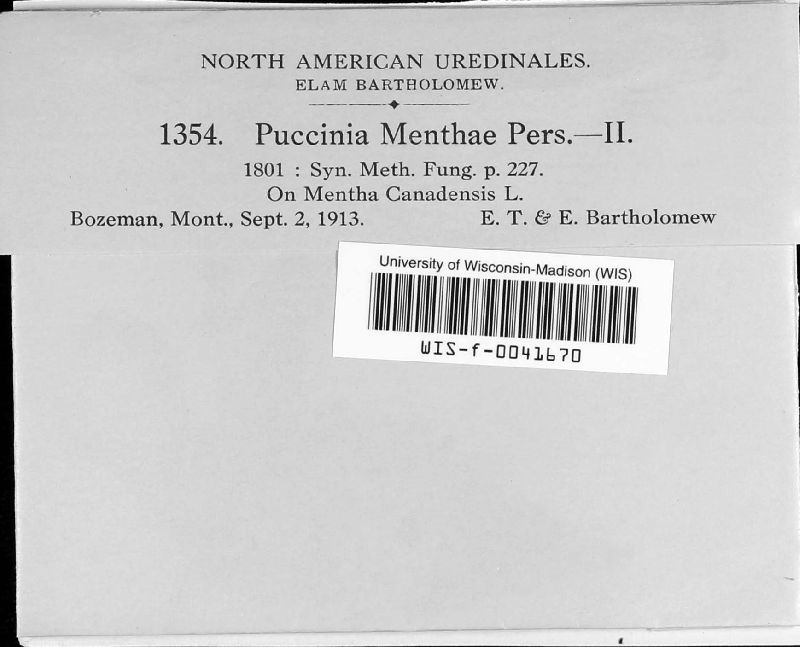 NORTH AMERICAN UREDINALES.
ELAM BARTHOLOMEW.
1354. Puccinia Menthae Pers.—II.
1801 : Syn. Meth. Fung. p. 227.
On Mentha Canadensis L.
Bozeman, Mont., Sept. 2, 1913. E. T. & E. Bartholomew
University of Wisconsin-Madison (WIS)
WIS-f-0041670